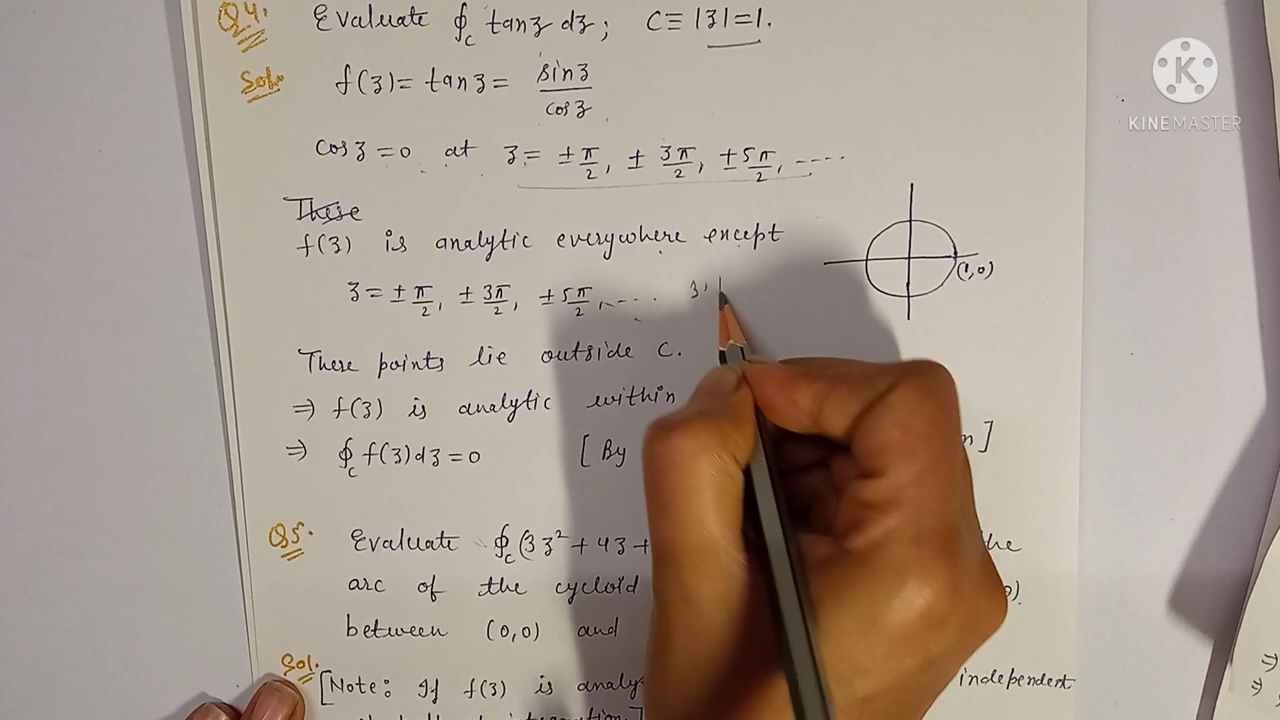 Q4. Evaluate ∮c tanz dz; C≡ |z|=1.
Sol. f(z)= tanz = sinz/cosz
cosz=0 at z= ±π/2, ± 3π/2, ±5π/2, ----
These
f(z) is analytic everywhere except
z=±π/2, ±3π/2, ±5π/2, ----
(1,0)
KINEMASTER
These points lie outside C.
⇒ f(z) is analytic within
⇒ ∮c f(z)dz=0 [By n]
Q5. Evaluate ∮c(3z²+4z+ the
arc of the cycloid
between (0,0) and
Sol. [Note: If f(z) is analy independent